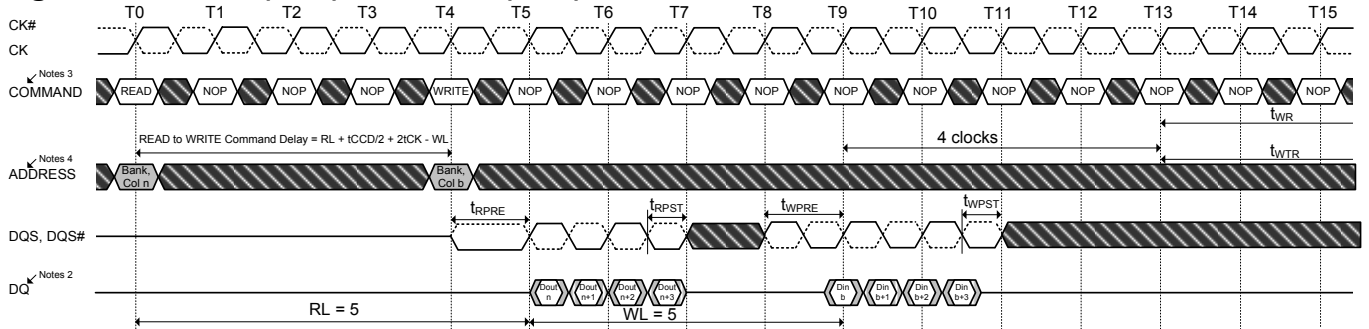 T0 T1 T2 T3 T4 T5 T6 T7 T8 T9 T10 T11 T12 T13 T14 T15
CK#
CK
Notes 3
COMMAND READ NOP NOP NOP WRITE NOP NOP NOP NOP NOP NOP NOP NOP NOP NOP NOP
tWR
READ to WRITE Command Delay = RL + tCCD/2 + 2tCK - WL
4 clocks
tWTR
Notes 4
ADDRESS
Bank, Col n
Bank, Col b
tRPRE tRPST tWPRE tWPST
DQS, DQS#
Notes 2
DQ
Dout n
Dout n+1
Dout n+2
Dout n+3
Din b
Din b+1
Din b+2
Din b+3
RL = 5 WL = 5